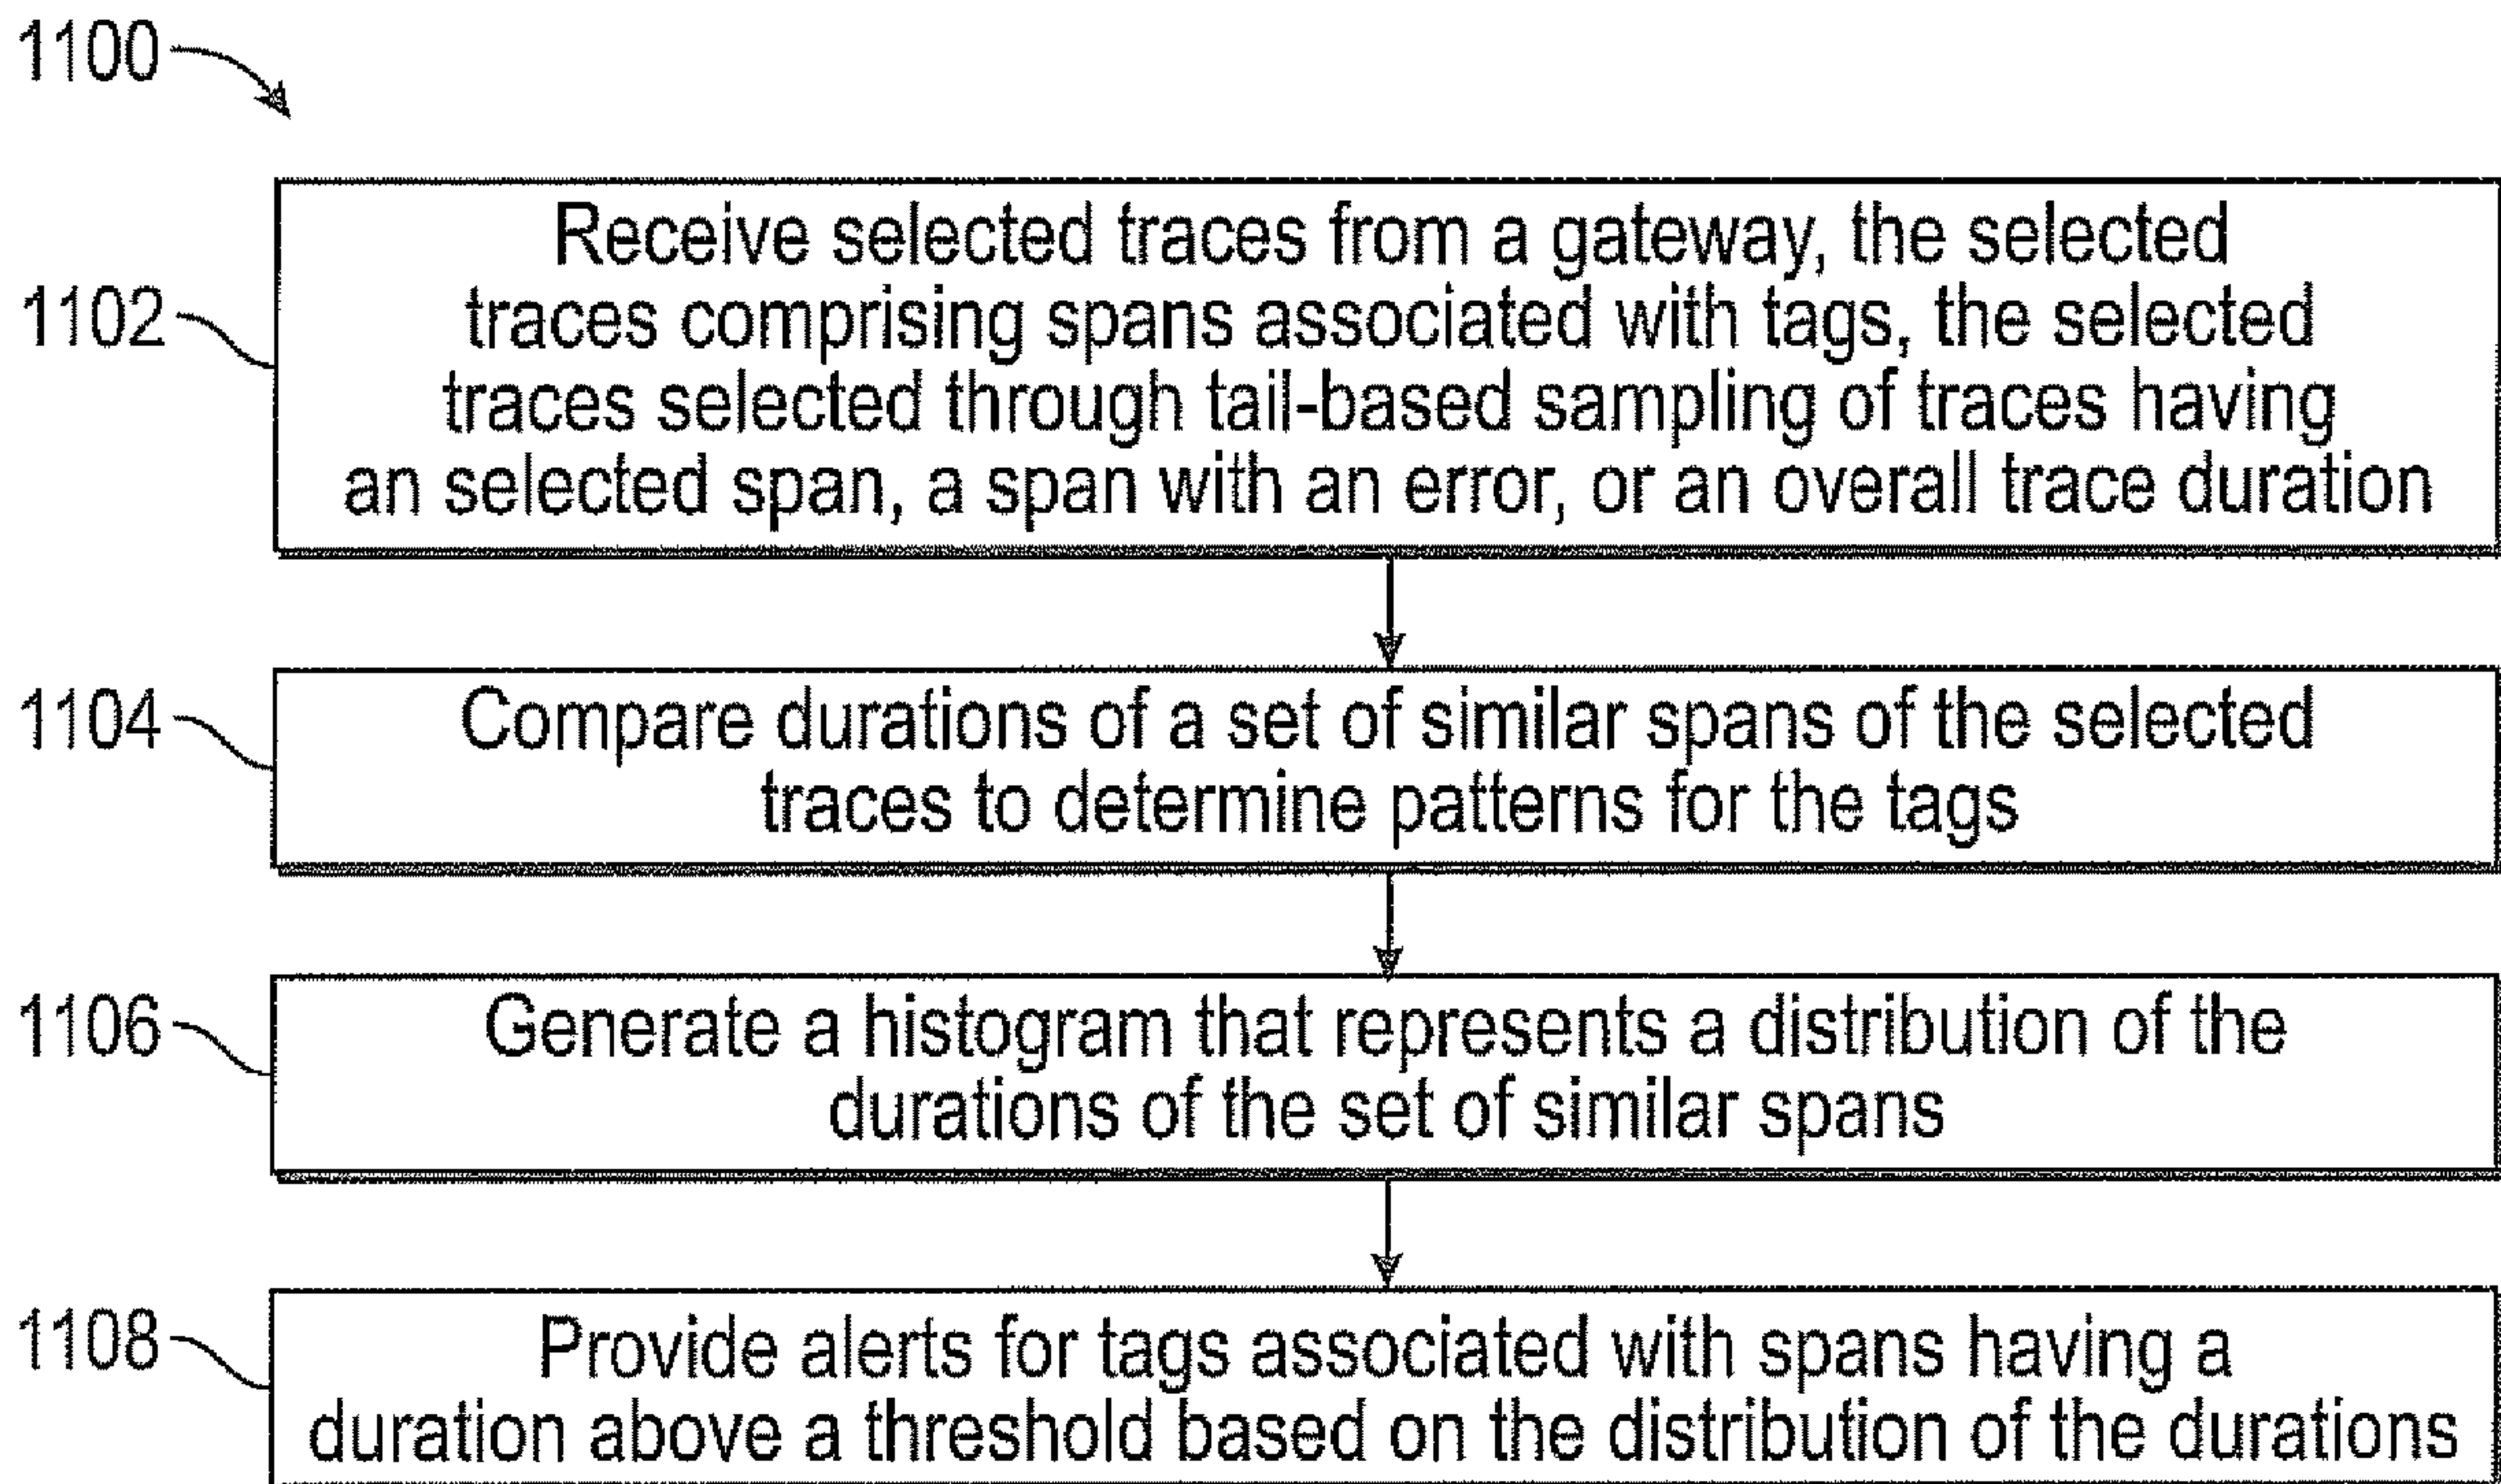 1100
1102
Receive selected traces from a gateway, the selected
traces comprising spans associated with tags, the selected
traces selected through tail-based sampling of traces having
an selected span, a span with an error, or an overall trace duration
1104
Compare durations of a set of similar spans of the selected
traces to determine patterns for the tags
1106
Generate a histogram that represents a distribution of the
durations of the set of similar spans
1108
Provide alerts for tags associated with spans having a
duration above a threshold based on the distribution of the durations